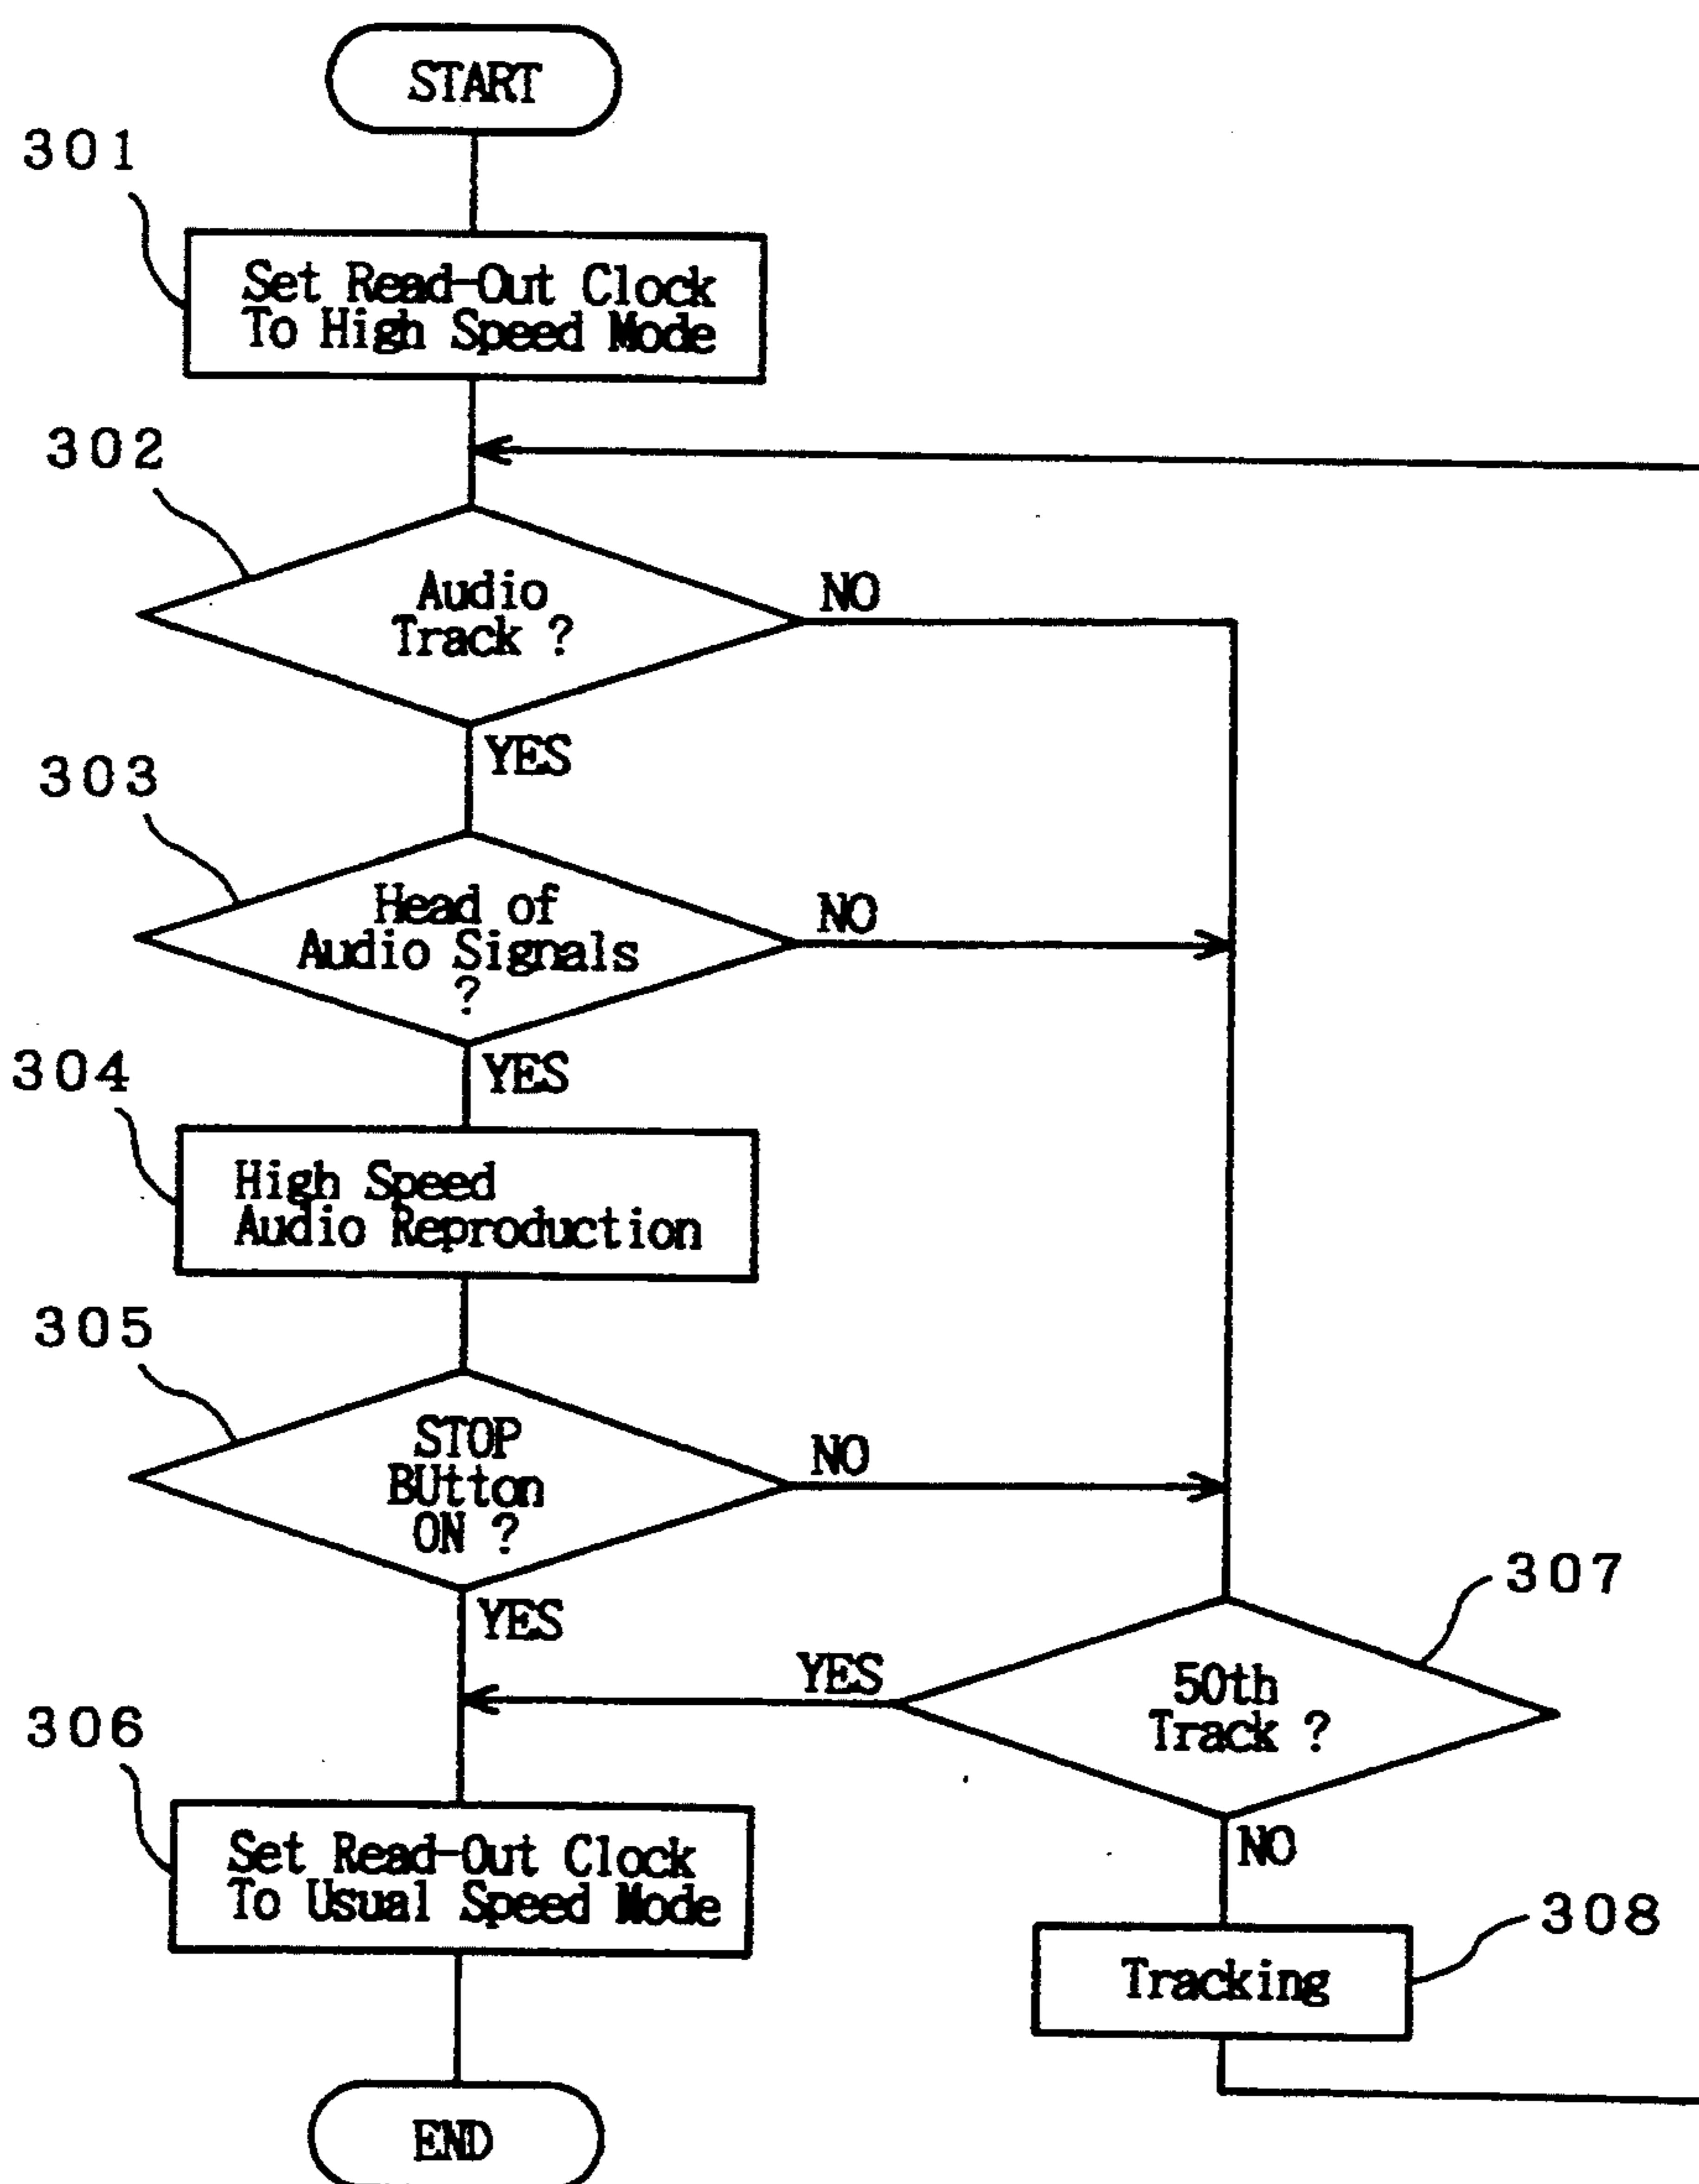 START
301
Set Read-Out Clock
To High Speed Mode
302
Audio
Track ?
NO
YES
303
Head of
Audio Signals
?
NO
YES
304
High Speed
Audio Reproduction
305
STOP
BUtton
ON ?
NO
YES
307
50th
Track ?
YES
NO
306
Set Read-Out Clock
To Usual Speed Mode
308
Tracking
END